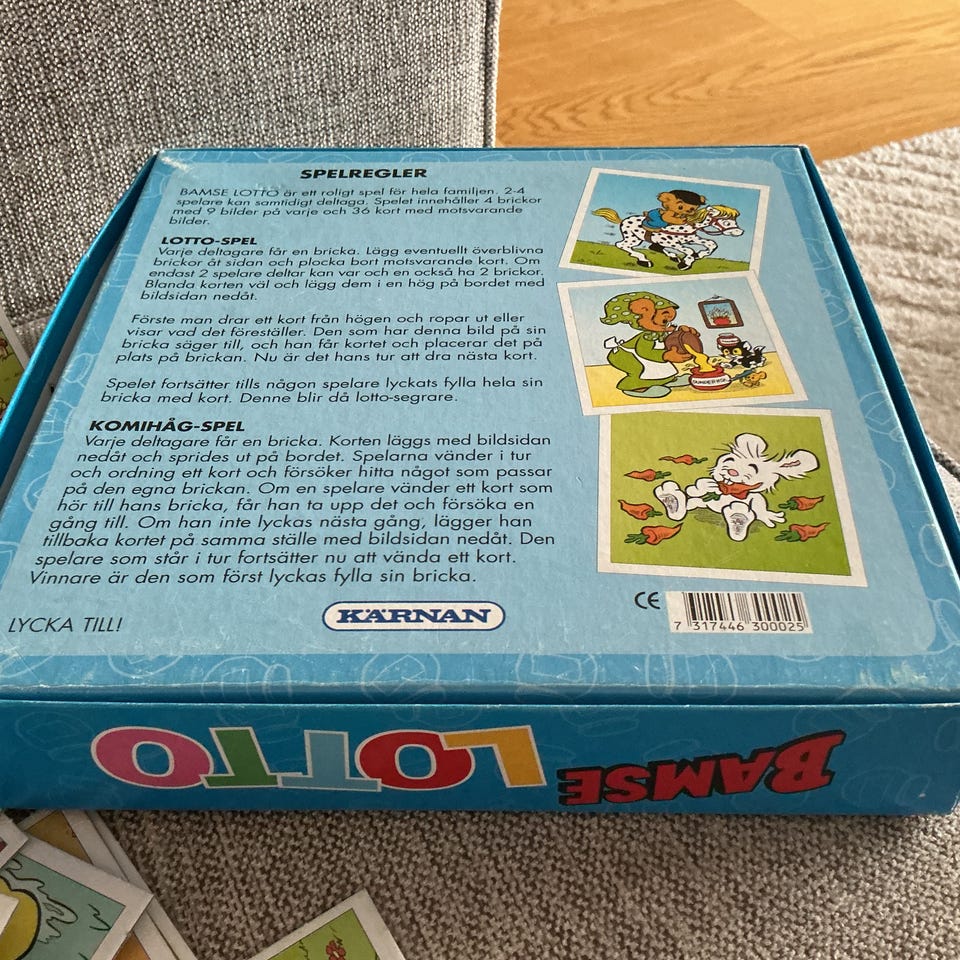 SPELREGLER
BAMSE LOTTO är ett roligt spel för hela familjen. 2-4
spelare kan samtidigt deltaga. Spelet innehåller 4 brickor
med 9 bilder på varje och 36 kort med motsvarande
bilder.
LOTTO-SPEL
Varje deltagare får en bricka. Lägg eventuellt överblivna
brickor åt sidan och plocka bort motsvarande kort. Om
endast 2 spelare deltar kan var och en också ha 2 brickor.
Blanda korten väl och lägg dem i en hög på bordet med
bildsidan nedåt.
Förste man drar ett kort från högen och ropar ut eller
visar vad det föreställer. Den som har denna bild på sin
bricka säger till, och han får kortet och placerar det på
plats på brickan. Nu är det hans tur att dra nästa kort.
Spelet fortsätter tills någon spelare lyckats fylla hela sin
bricka med kort. Denne blir då lotto-segrare.
KOMIHÅG-SPEL
Varje deltagare får en bricka. Korten läggs med bildsidan
nedåt och sprides ut på bordet. Spelarna vänder i tur
och ordning ett kort och försöker hitta något som passar
på den egna brickan. Om en spelare vänder ett kort som
hör till hans bricka, får han ta upp det och försöka en
gång till. Om han inte lyckas nästa gång, lägger han
tillbaka kortet på samma ställe med bildsidan nedåt. Den
spelare som står i tur fortsätter nu att vända ett kort.
Vinnare är den som först lyckas fylla sin bricka.
LYCKA TILL!
KÄRNAN
CE
7 317446 300025
DUNDERHONUNG
BAMSE LOTTO